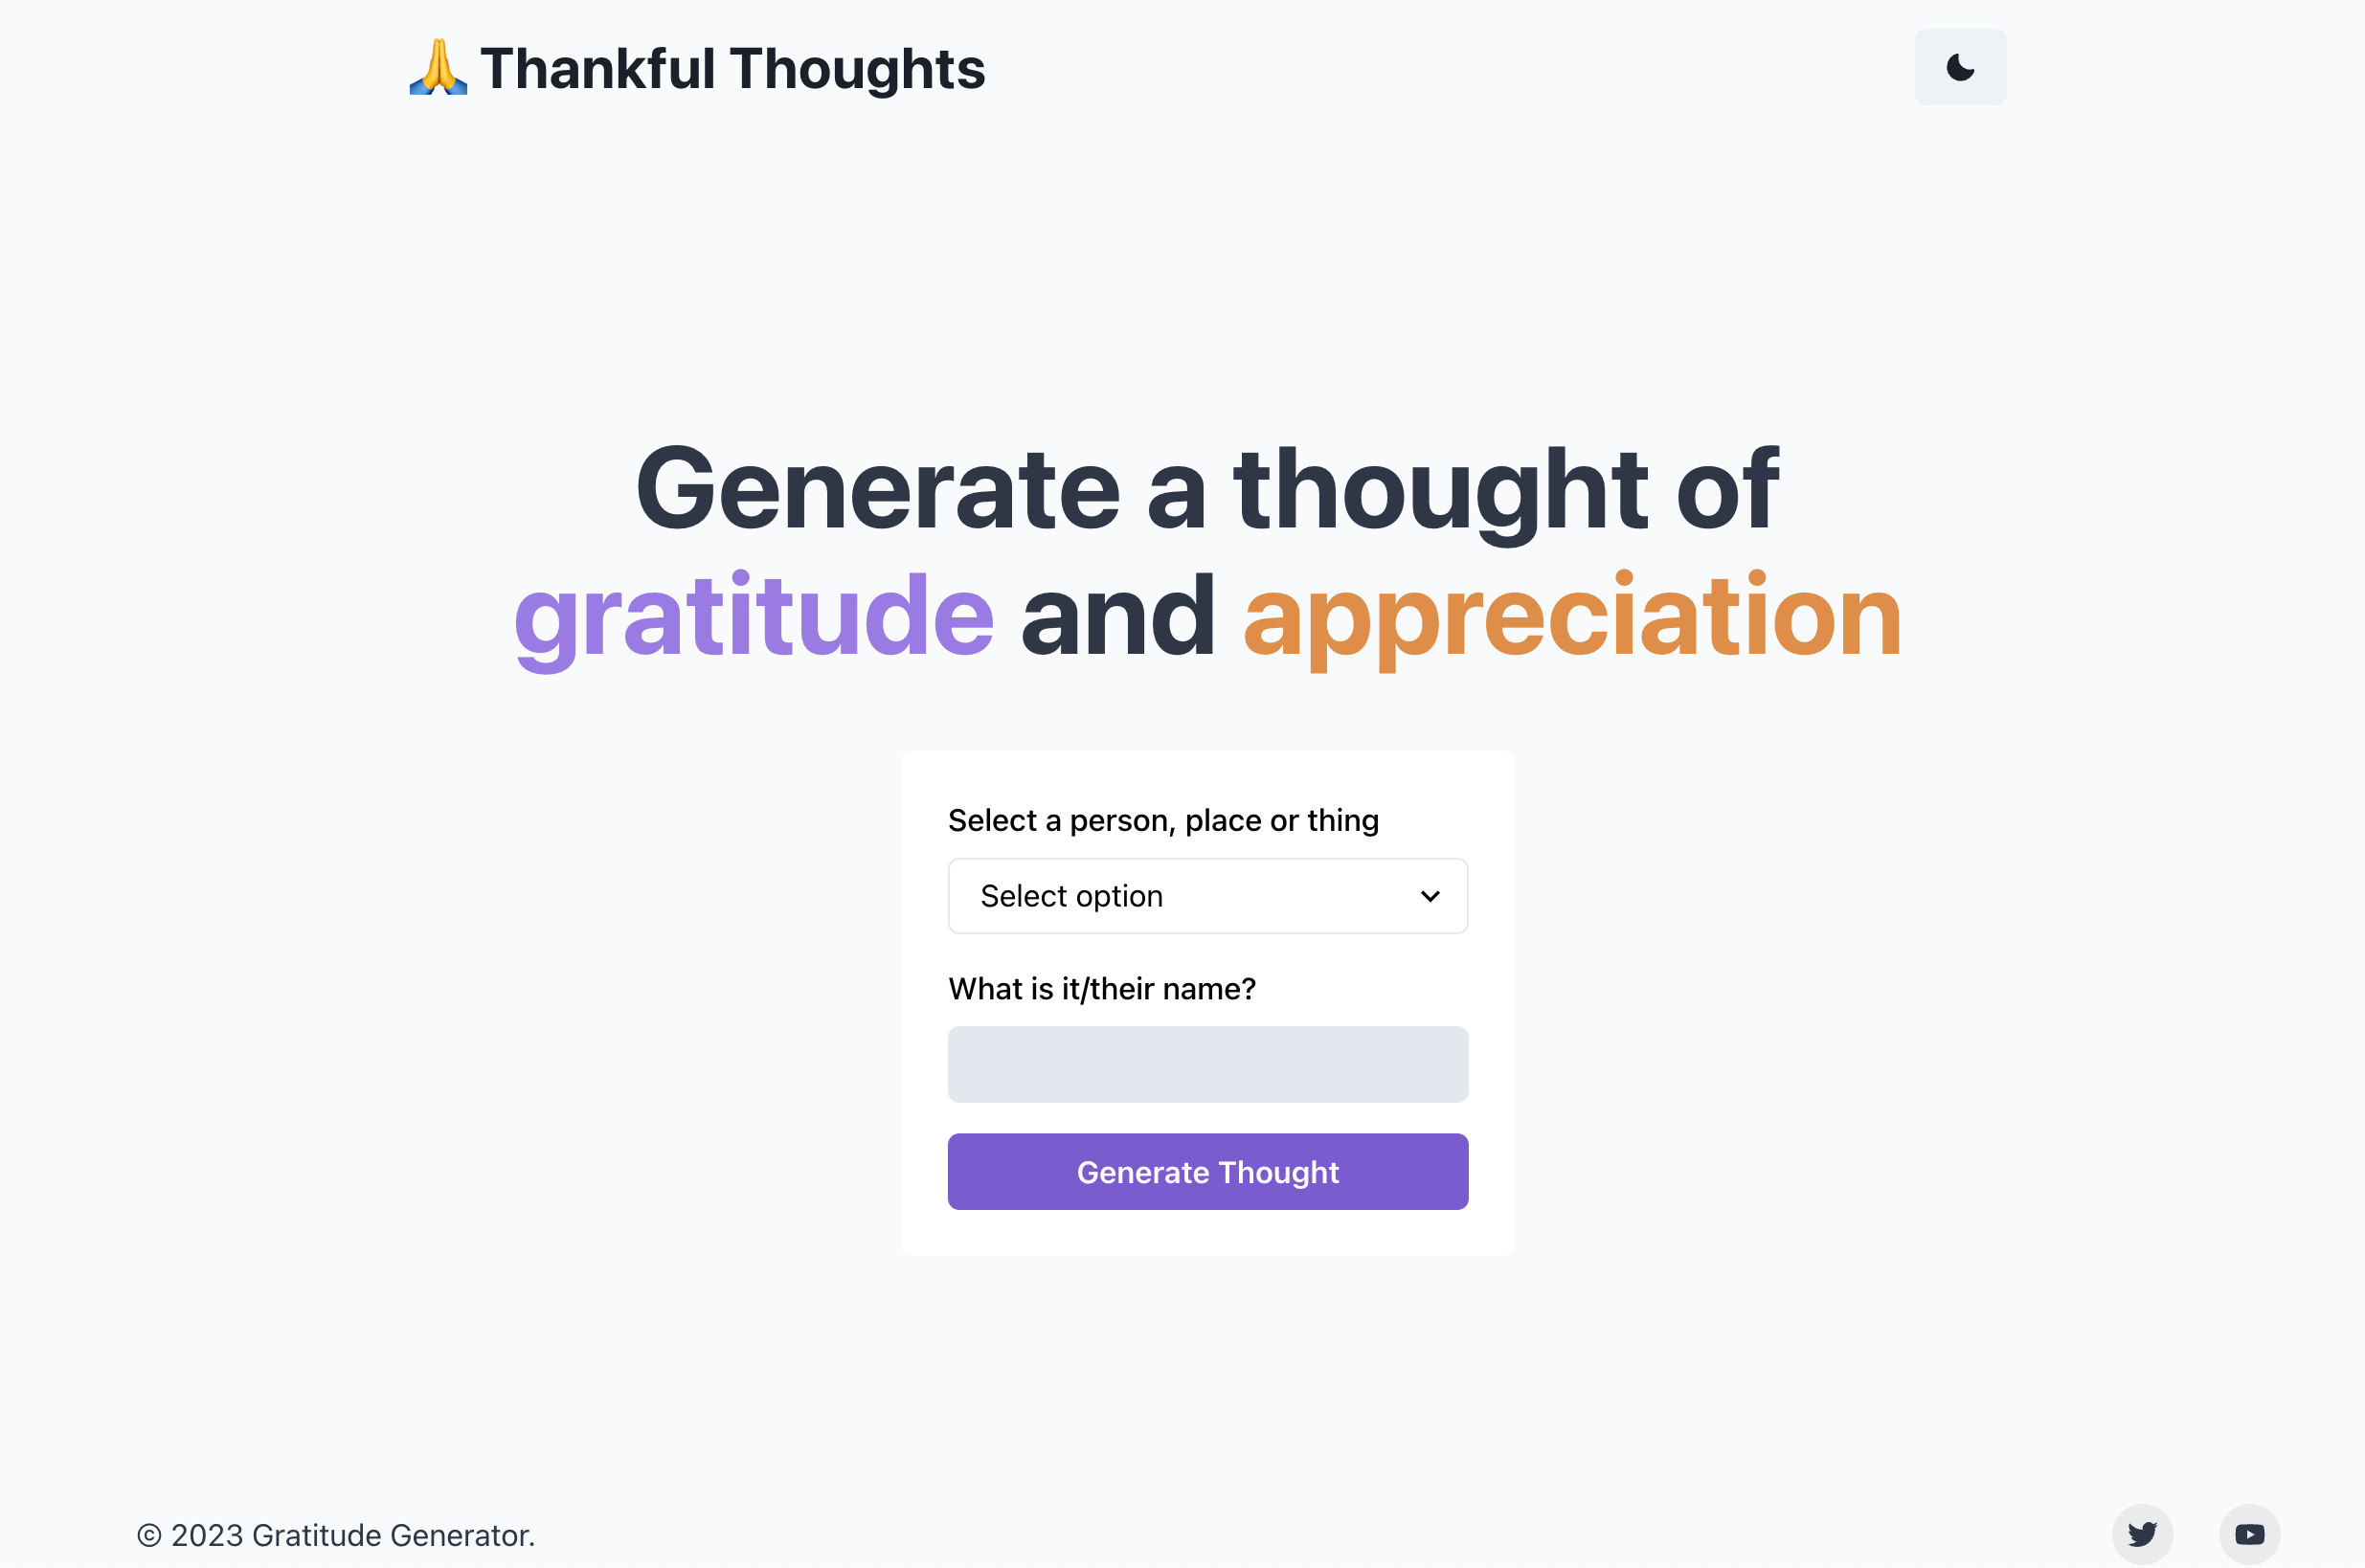 🙏 Thankful Thoughts
Generate a thought of
gratitude and appreciation
Select a person, place or thing
Select option
What is it/their name?
Generate Thought
© 2023 Gratitude Generator.